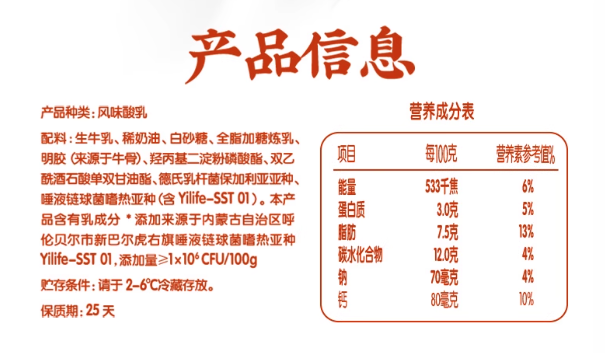 产品信息
产品种类：风味酸乳
配料：生牛乳、稀奶油、白砂糖、全脂加糖炼乳、
明胶（来源于牛骨）、羟丙基二淀粉磷酸酯、双乙
酰酒石酸单双甘油酯、德氏乳杆菌保加利亚亚种、
唾液链球菌嗜热亚种（含 Yilife-SST 01）。本产
品含有乳成分 *添加来源于内蒙古自治区呼
伦贝尔市新巴尔虎右旗唾液链球菌嗜热亚种
Yilife-SST 01，添加量≥1×10⁶ CFU/100g
贮存条件：请于 2-6℃冷藏存放。
保质期：25 天
营养成分表
项目 每100克 营养素参考值%
能量 533千焦 6%
蛋白质 3.0克 5%
脂肪 7.5克 13%
碳水化合物 12.0克 4%
钠 70毫克 4%
钙 80毫克 10%